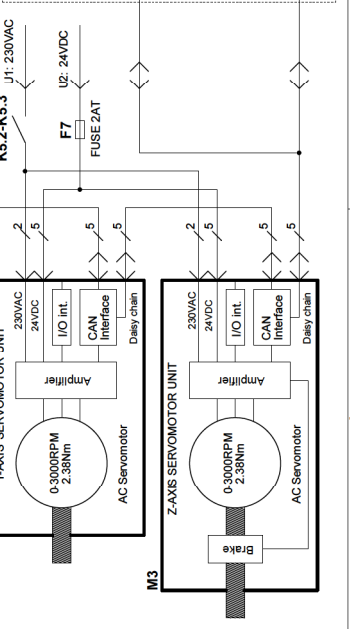 U1: 230VAC
U2: 24VDC
K5.2-K5.3
F7
FUSE 2AT
2
5
5
5
2
5
5
5
230VAC
24VDC
I/O int.
CAN
Interface
Daisy chain
Amplifier
0-3000RPM
2.38Nm
AC Servomotor
230VAC
24VDC
I/O int.
CAN
Interface
Daisy chain
Z-AXIS SERVOMOTOR UNIT
Amplifier
0-3000RPM
2.38Nm
AC Servomotor
Brake
M3